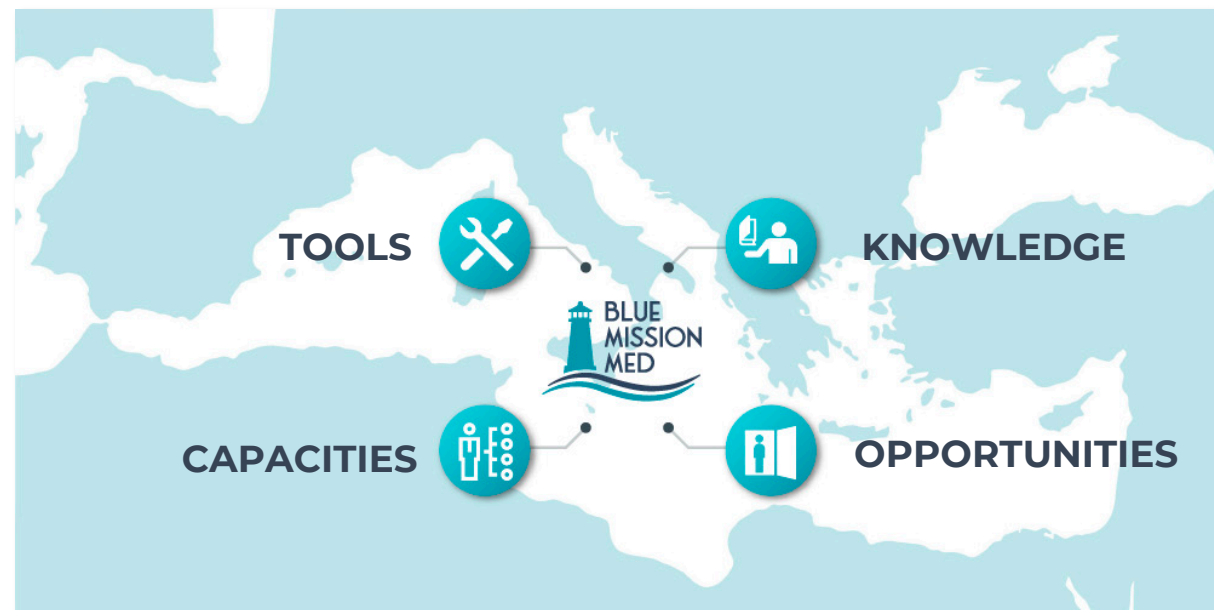 TOOLS
KNOWLEDGE
BLUE
MISSION
MED
CAPACITIES
OPPORTUNITIES